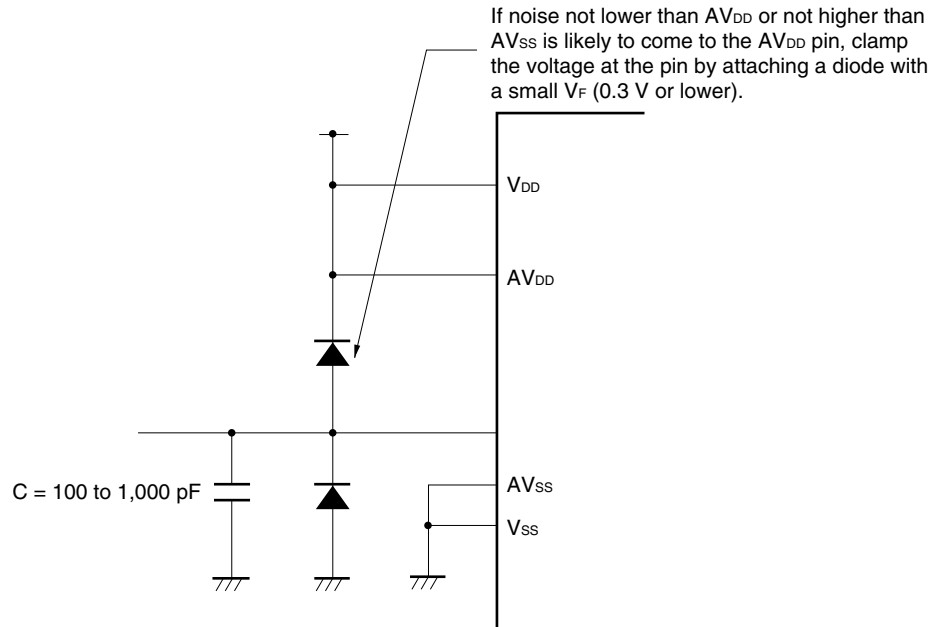 If noise not lower than AVDD or not higher than
AVSS is likely to come to the AVDD pin, clamp
the voltage at the pin by attaching a diode with
a small VF (0.3 V or lower).
VDD
AVDD
C = 100 to 1,000 pF
AVSS
VSS